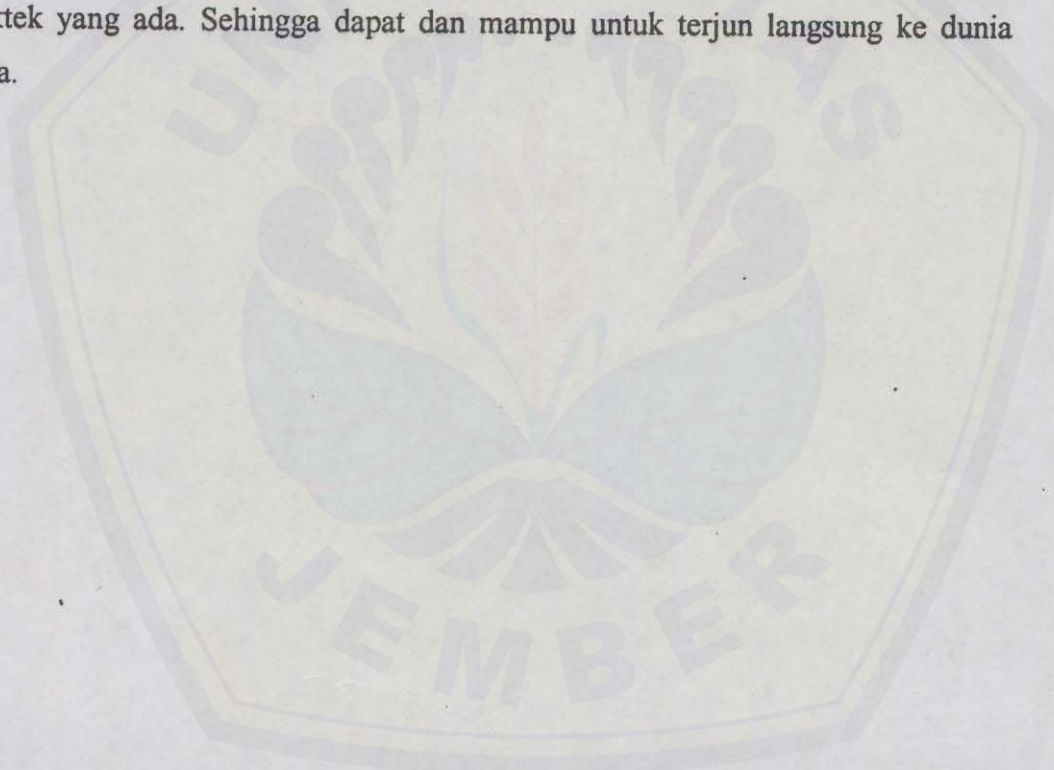 tek yang ada. Sehingga dapat dan mampu untuk terjun langsung ke dunia
a.
JEMBER